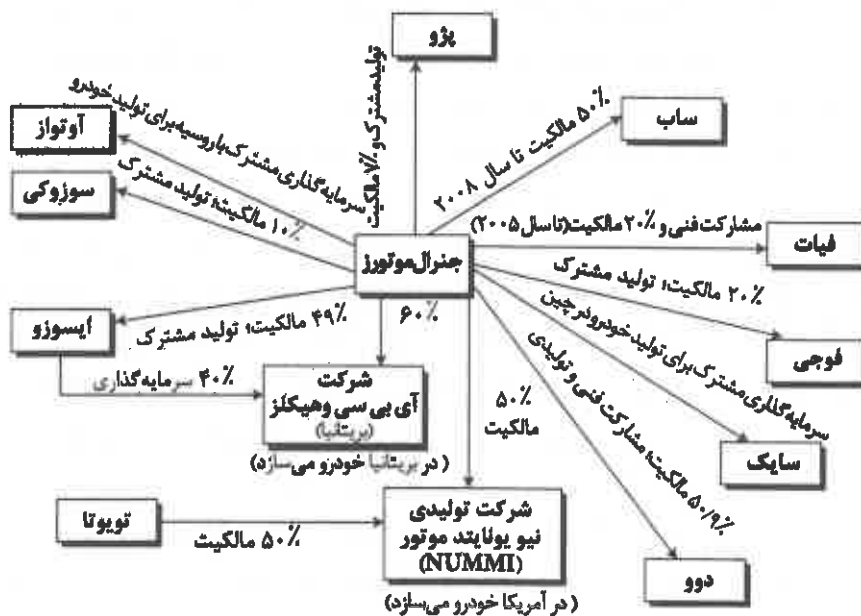 پژو
تولید مشترک و ۷٪ مالکیت
ساب
۵۰٪ مالکیت تا سال ۲۰۰۸
سرمایه‌گذاری مشترک با روسیه برای تولید خودرو
آوتواز
سوزوکی
۱۰٪ مالکیت؛ تولید مشترک
مشارکت فنی و ۲۰٪ مالکیت (تا سال ۲۰۰۵)
فیات
جنرال‌موتورز
۲۰٪ مالکیت؛ تولید مشترک
فوجی
ایسوزو
۴۹٪ مالکیت؛ تولید مشترک
۶۰٪
سرمایه‌گذاری مشترک برای تولید خودرو در چین
سایک
۴۰٪ سرمایه‌گذاری
شرکت
آی بی سی وهیکلز
(بریتانیا)
(در بریتانیا خودرو می‌سازد)
۵۰٪
مالکیت
۵۰/۹٪ مالکیت؛ مشارکت فنی و تولیدی
دوو
تویوتا
۵۰٪ مالکیت
شرکت تولیدی
نیو یونایتد موتور
(NUMMI)
(در آمریکا خودرو می‌سازد)